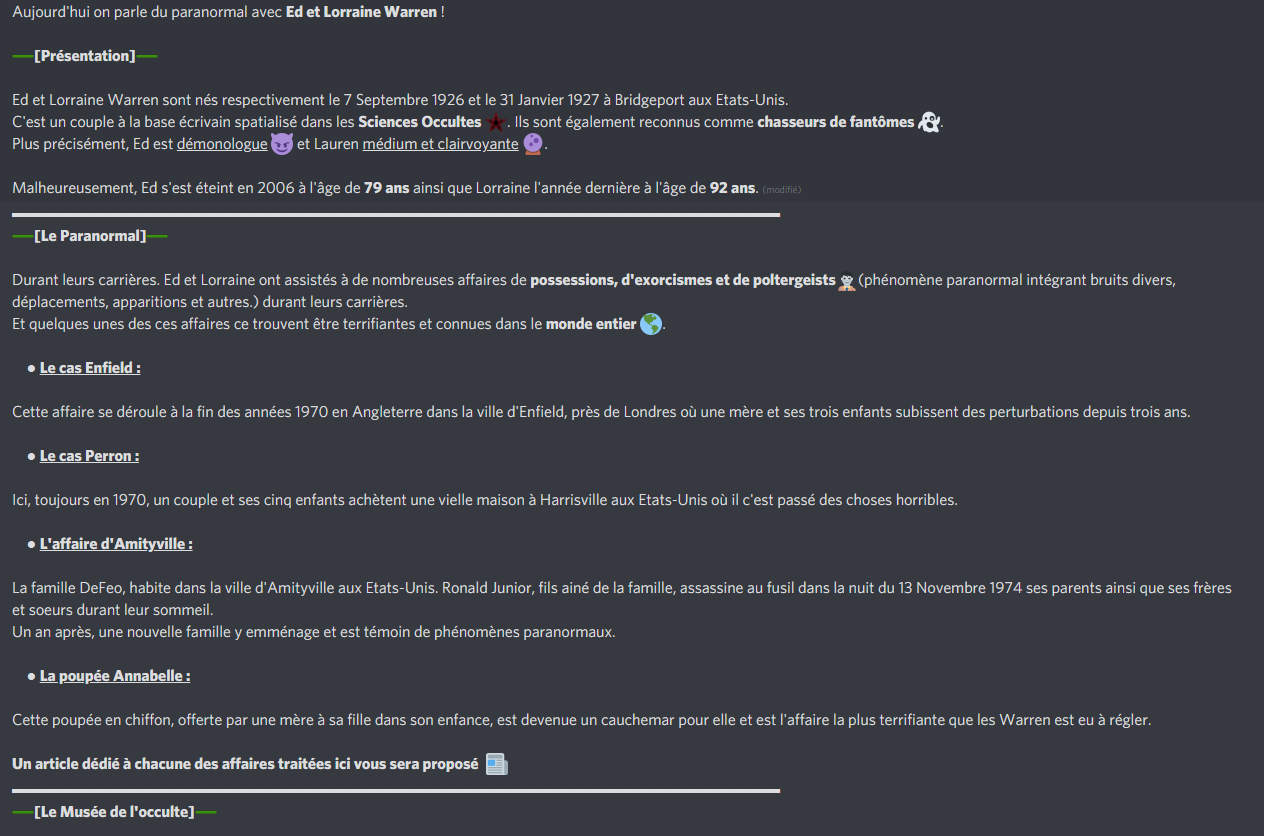 Aujourd'hui on parle du paranormal avec Ed et Lorraine Warren !
[Présentation]
Ed et Lorraine Warren sont nés respectivement le 7 Septembre 1926 et le 31 Janvier 1927 à Bridgeport aux Etats-Unis.
C'est un couple à la base écrivain spatialisé dans les Sciences Occultes . Ils sont également reconnus comme chasseurs de fantômes .
Plus précisément, Ed est démonologue et Lauren médium et clairvoyante .
Malheureusement, Ed s'est éteint en 2006 à l'âge de 79 ans ainsi que Lorraine l'année dernière à l'âge de 92 ans. (modifié)
[Le Paranormal]
Durant leurs carrières. Ed et Lorraine ont assistés à de nombreuses affaires de possessions, d'exorcismes et de poltergeists (phénomène paranormal intégrant bruits divers,
déplacements, apparitions et autres.) durant leurs carrières.
Et quelques unes des ces affaires ce trouvent être terrifiantes et connues dans le monde entier .
• Le cas Enfield :
Cette affaire se déroule à la fin des années 1970 en Angleterre dans la ville d'Enfield, près de Londres où une mère et ses trois enfants subissent des perturbations depuis trois ans.
• Le cas Perron :
Ici, toujours en 1970, un couple et ses cinq enfants achètent une vielle maison à Harrisville aux Etats-Unis où il c'est passé des choses horribles.
• L'affaire d'Amityville :
La famille DeFeo, habite dans la ville d'Amityville aux Etats-Unis. Ronald Junior, fils ainé de la famille, assassine au fusil dans la nuit du 13 Novembre 1974 ses parents ainsi que ses frères
et soeurs durant leur sommeil.
Un an après, une nouvelle famille y emménage et est témoin de phénomènes paranormaux.
• La poupée Annabelle :
Cette poupée en chiffon, offerte par une mère à sa fille dans son enfance, est devenue un cauchemar pour elle et est l'affaire la plus terrifiante que les Warren est eu à régler.
Un article dédié à chacune des affaires traitées ici vous sera proposé
[Le Musée de l'occulte]